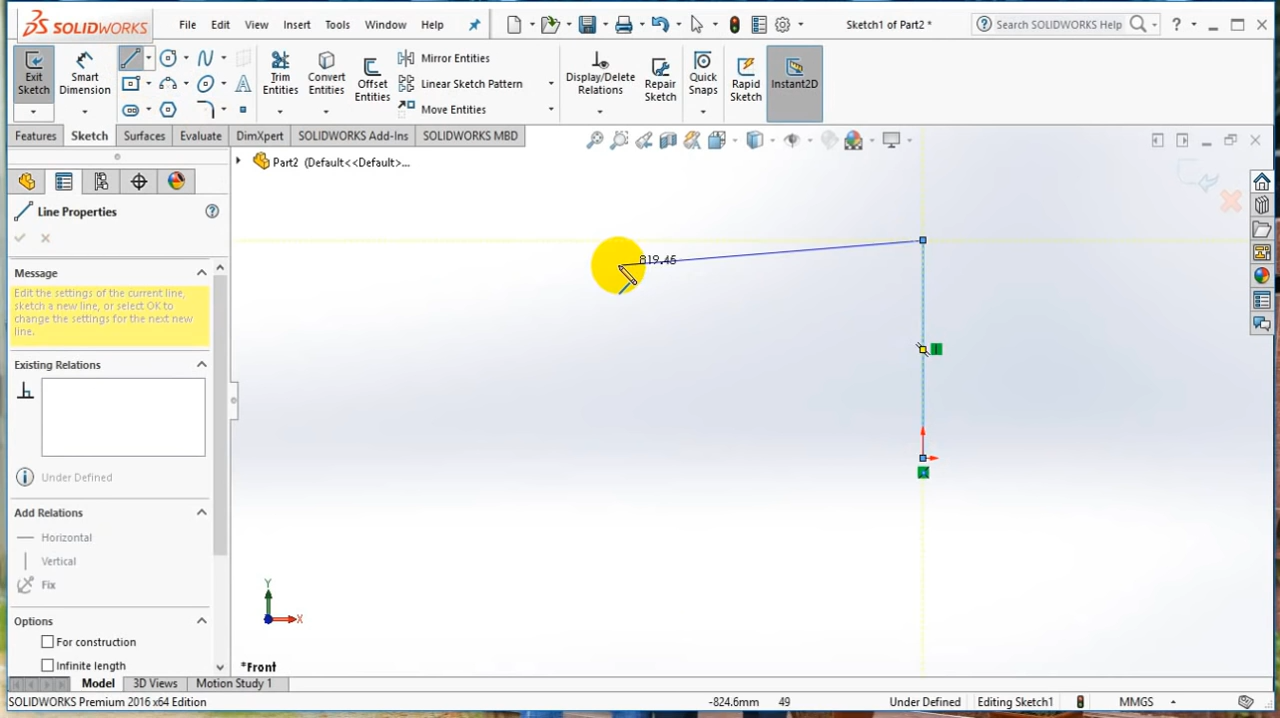 SOLIDWORKS File Edit View Insert Tools Window Help Sketch1 of Part2 * Search SOLIDWORKS Help ?
Exit Sketch
Smart Dimension
Trim Entities
Convert Entities
Offset Entities
Mirror Entities
Linear Sketch Pattern
Move Entities
Display/Delete Relations
Repair Sketch
Quick Snaps
Rapid Sketch
Instant2D
Features Sketch Surfaces Evaluate DimXpert SOLIDWORKS Add-Ins SOLIDWORKS MBD
Part2 (Default<<Default>...
Line Properties ?
Message
Edit the settings of the current line,
sketch a new line, or select OK to
change the settings for the next new
line.
819.45
Existing Relations
Under Defined
Add Relations
Horizontal
Vertical
Fix
Options
For construction
Infinite length
Y
X
*Front
Model 3D Views Motion Study 1
SOLIDWORKS Premium 2016 x64 Edition -824.6mm 49 Under Defined Editing Sketch1 MMGS